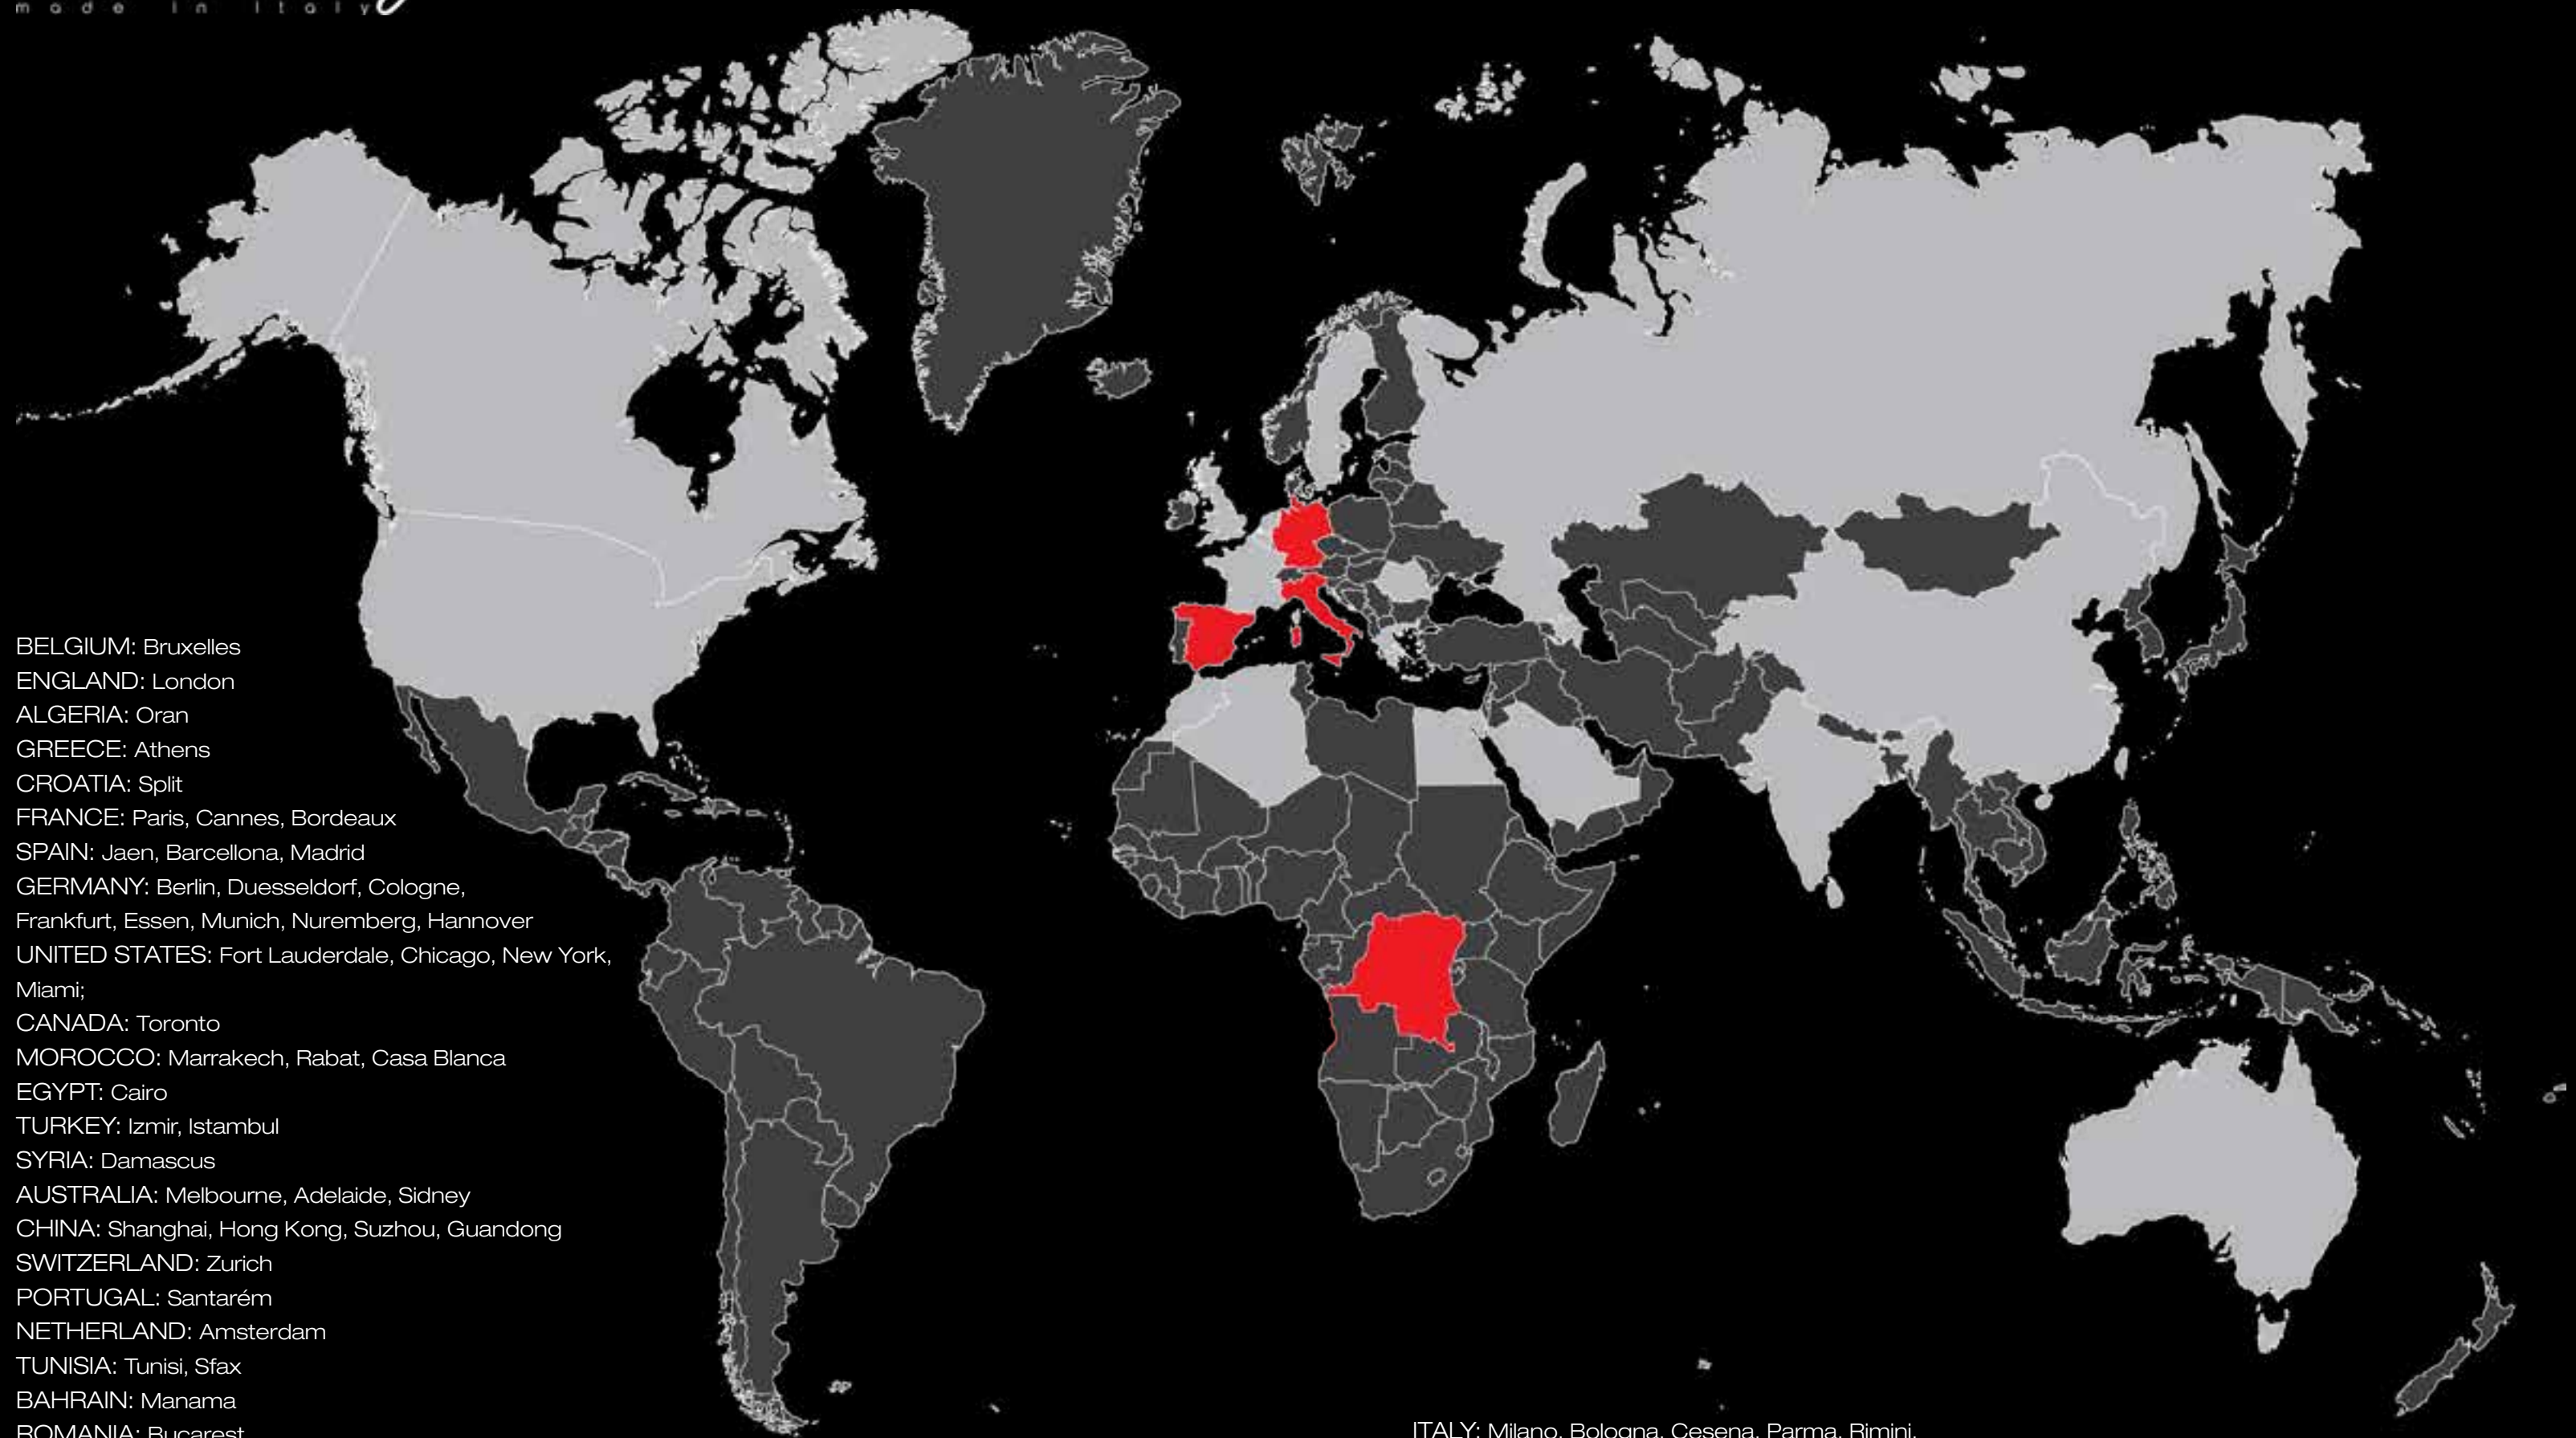 made in Italy
BELGIUM: Bruxelles
ENGLAND: London
ALGERIA: Oran
GREECE: Athens
CROATIA: Split
FRANCE: Paris, Cannes, Bordeaux
SPAIN: Jaen, Barcellona, Madrid
GERMANY: Berlin, Duesseldorf, Cologne,
Frankfurt, Essen, Munich, Nuremberg, Hannover
UNITED STATES: Fort Lauderdale, Chicago, New York,
Miami;
CANADA: Toronto
MOROCCO: Marrakech, Rabat, Casa Blanca
EGYPT: Cairo
TURKEY: Izmir, Istambul
SYRIA: Damascus
AUSTRALIA: Melbourne, Adelaide, Sidney
CHINA: Shanghai, Hong Kong, Suzhou, Guandong
SWITZERLAND: Zurich
PORTUGAL: Santarém
NETHERLAND: Amsterdam
TUNISIA: Tunisi, Sfax
BAHRAIN: Manama
ROMANIA: Bucarest
ITALY: Milano, Bologna, Cesena, Parma, Rimini,